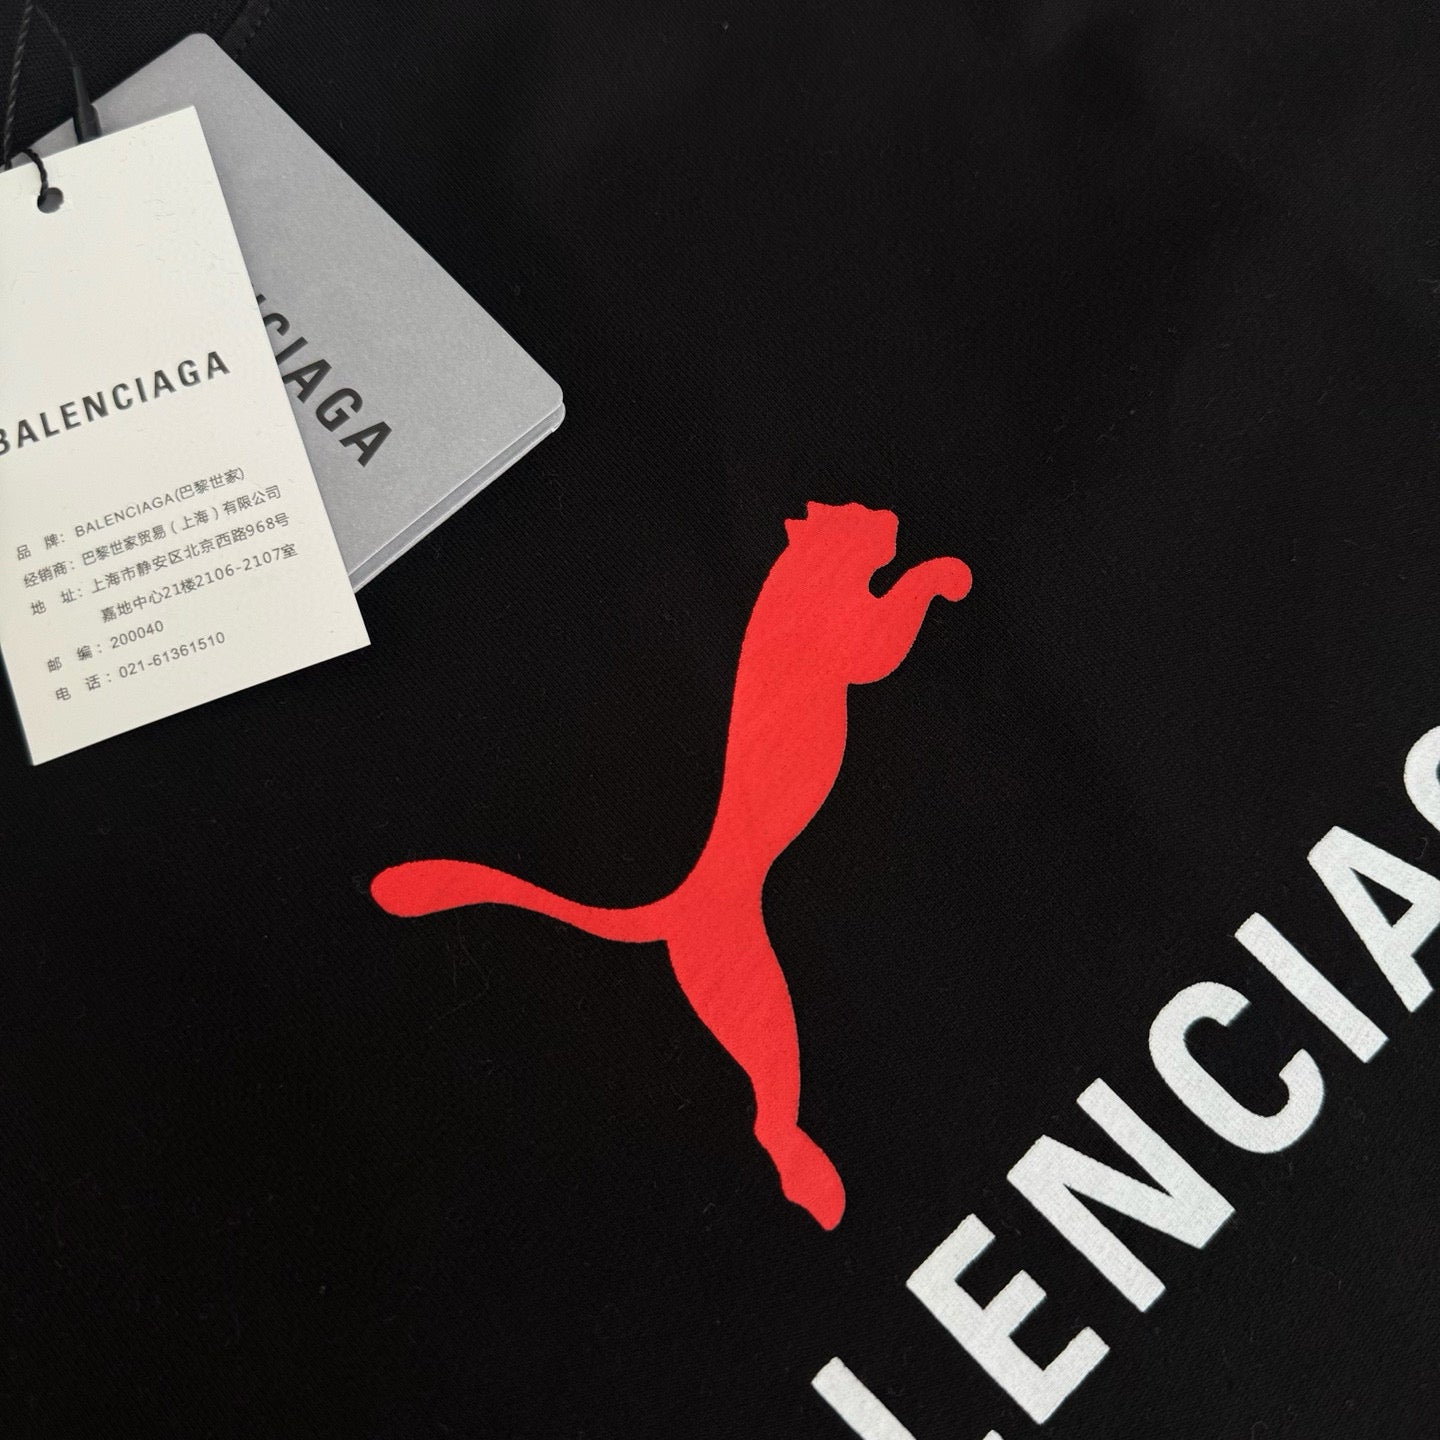 BALENCIAGA
NCIAGA
品 牌：BALENCIAGA(巴黎世家)
经销商：巴黎世家贸易（上海）有限公司
地 址：上海市静安区北京西路968号
嘉地中心21楼2106-2107室
邮 编：200040
电 话：021-61361510
LENCIAG